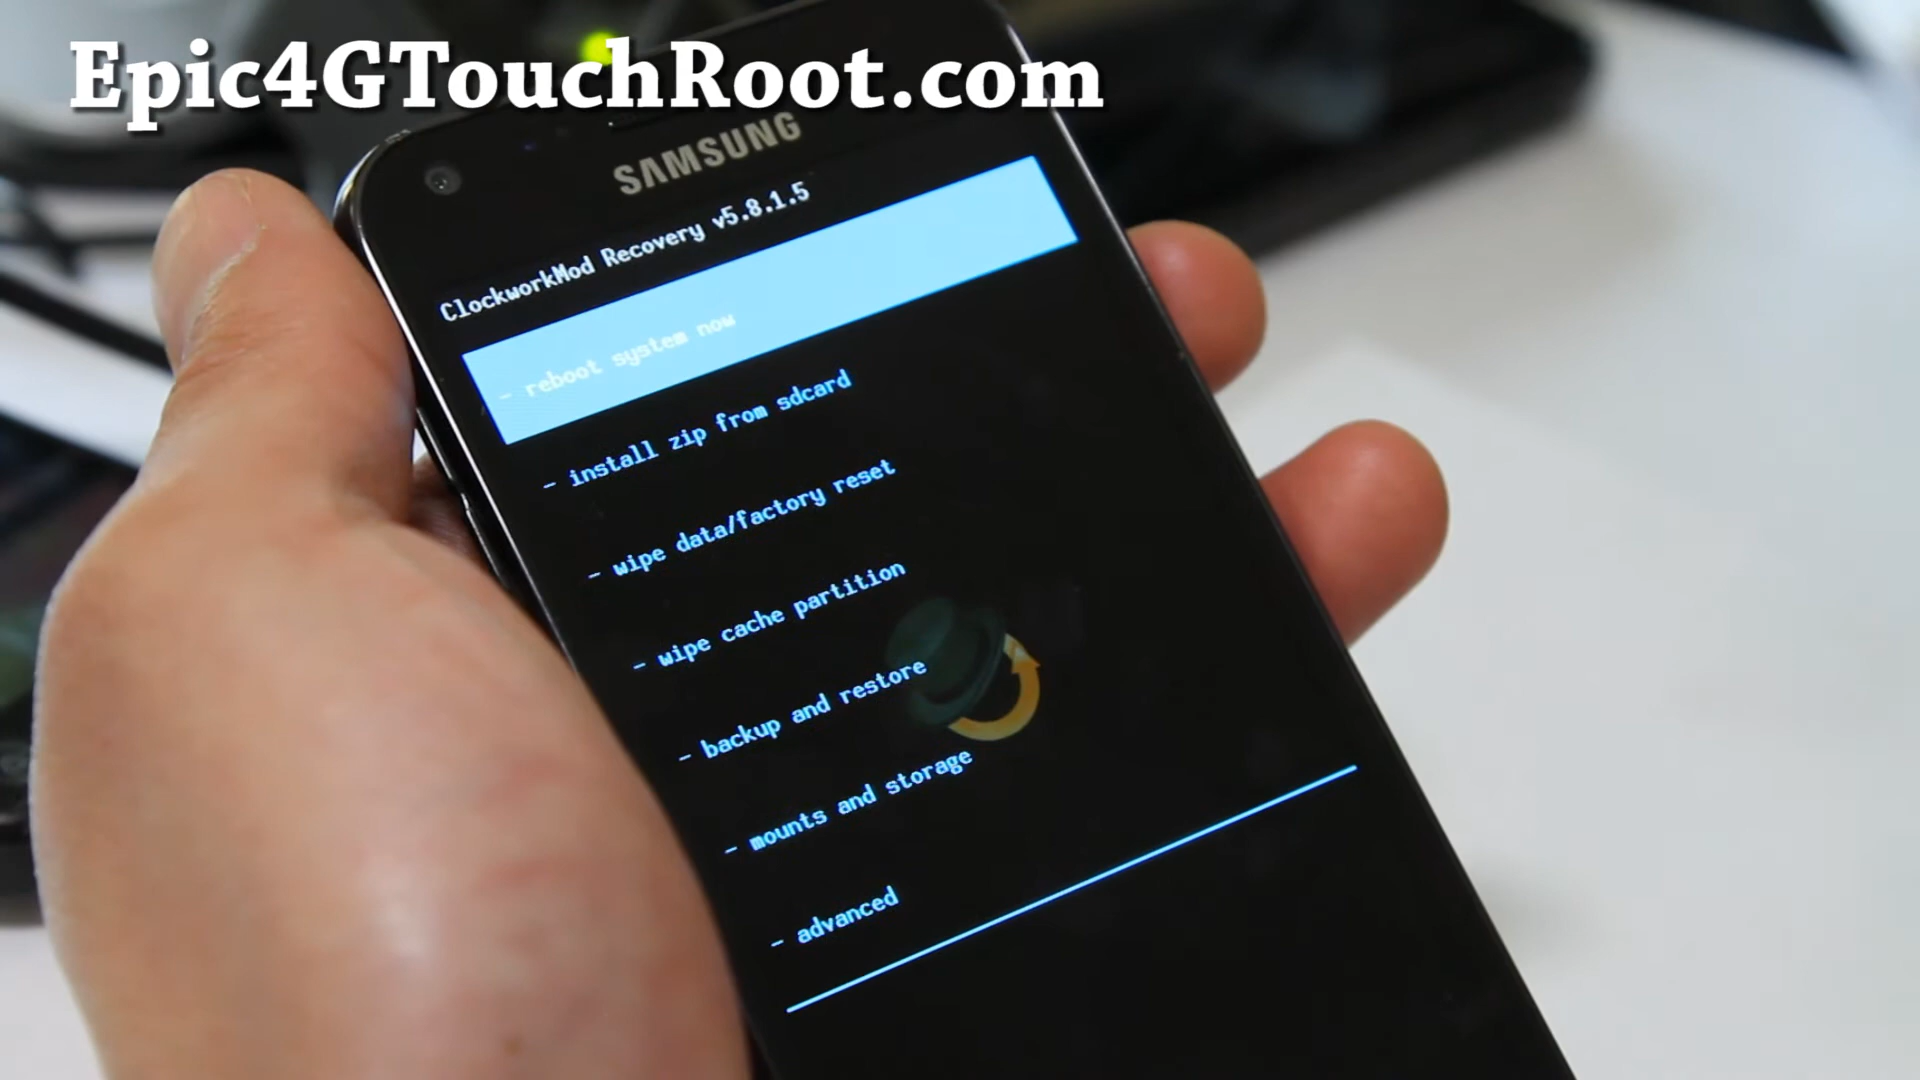 Epic4GTouchRoot.com
SAMSUNG
ClockworkMod Recovery v5.8.1.5
- reboot system now
- install zip from sdcard
- wipe data/factory reset
- wipe cache partition
- backup and restore
- mounts and storage
- advanced